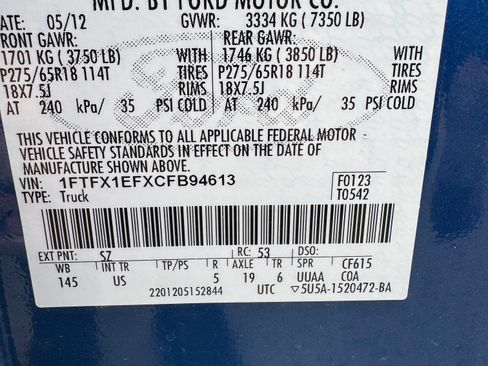 MFD. BY FORD MOTOR CO.
DATE: 05/12 GVWR: 3334 KG ( 7350 LB)
FRONT GAWR: REAR GAWR:
1701 KG ( 3750 LB) 1746 KG ( 3850 LB)
P275/65R18 114T TIRES P275/65R18 114T TIRES
18X7.5J RIMS 18X7.5J RIMS
AT 240 kPa/ 35 PSI COLD AT 240 kPa/ 35 PSI COLD
THIS VEHICLE CONFORMS TO ALL APPLICABLE FEDERAL MOTOR
VEHICLE SAFETY STANDARDS IN EFFECT ON THE DATE OF
MANUFACTURE SHOWN ABOVE.
VIN: 1FTFX1EFXCFB94613 F0123
TYPE: Truck T0542
EXT PNT: SZ RC: 53 DSO:
WB INT TR TP/PS R AXLE TR SPR CF615
145 US 5 19 6 UUAA COA
2201205152844 UTC ▽5U5A-1520472-BA